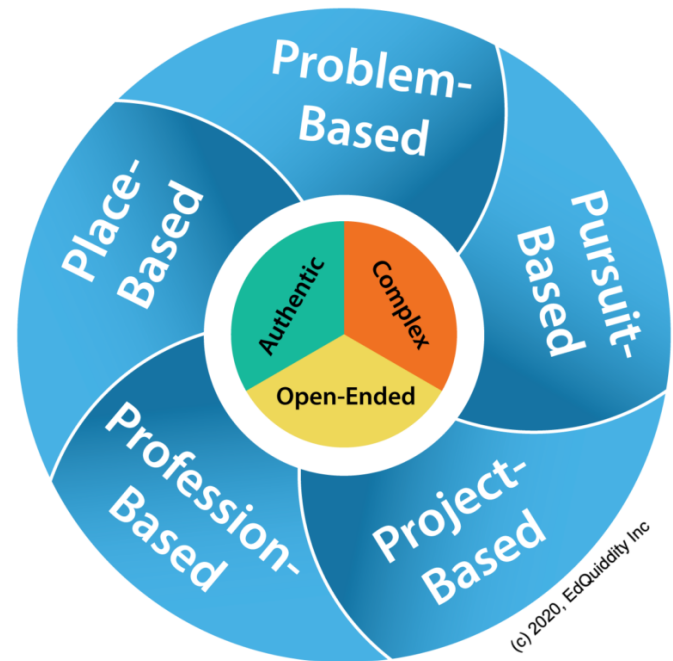 Problem-
Based
Pursuit-
Based
Project-
Based
Profession-
Based
Place-
Based
Authentic
Complex
Open-Ended
(c) 2020, EdQuiddity Inc